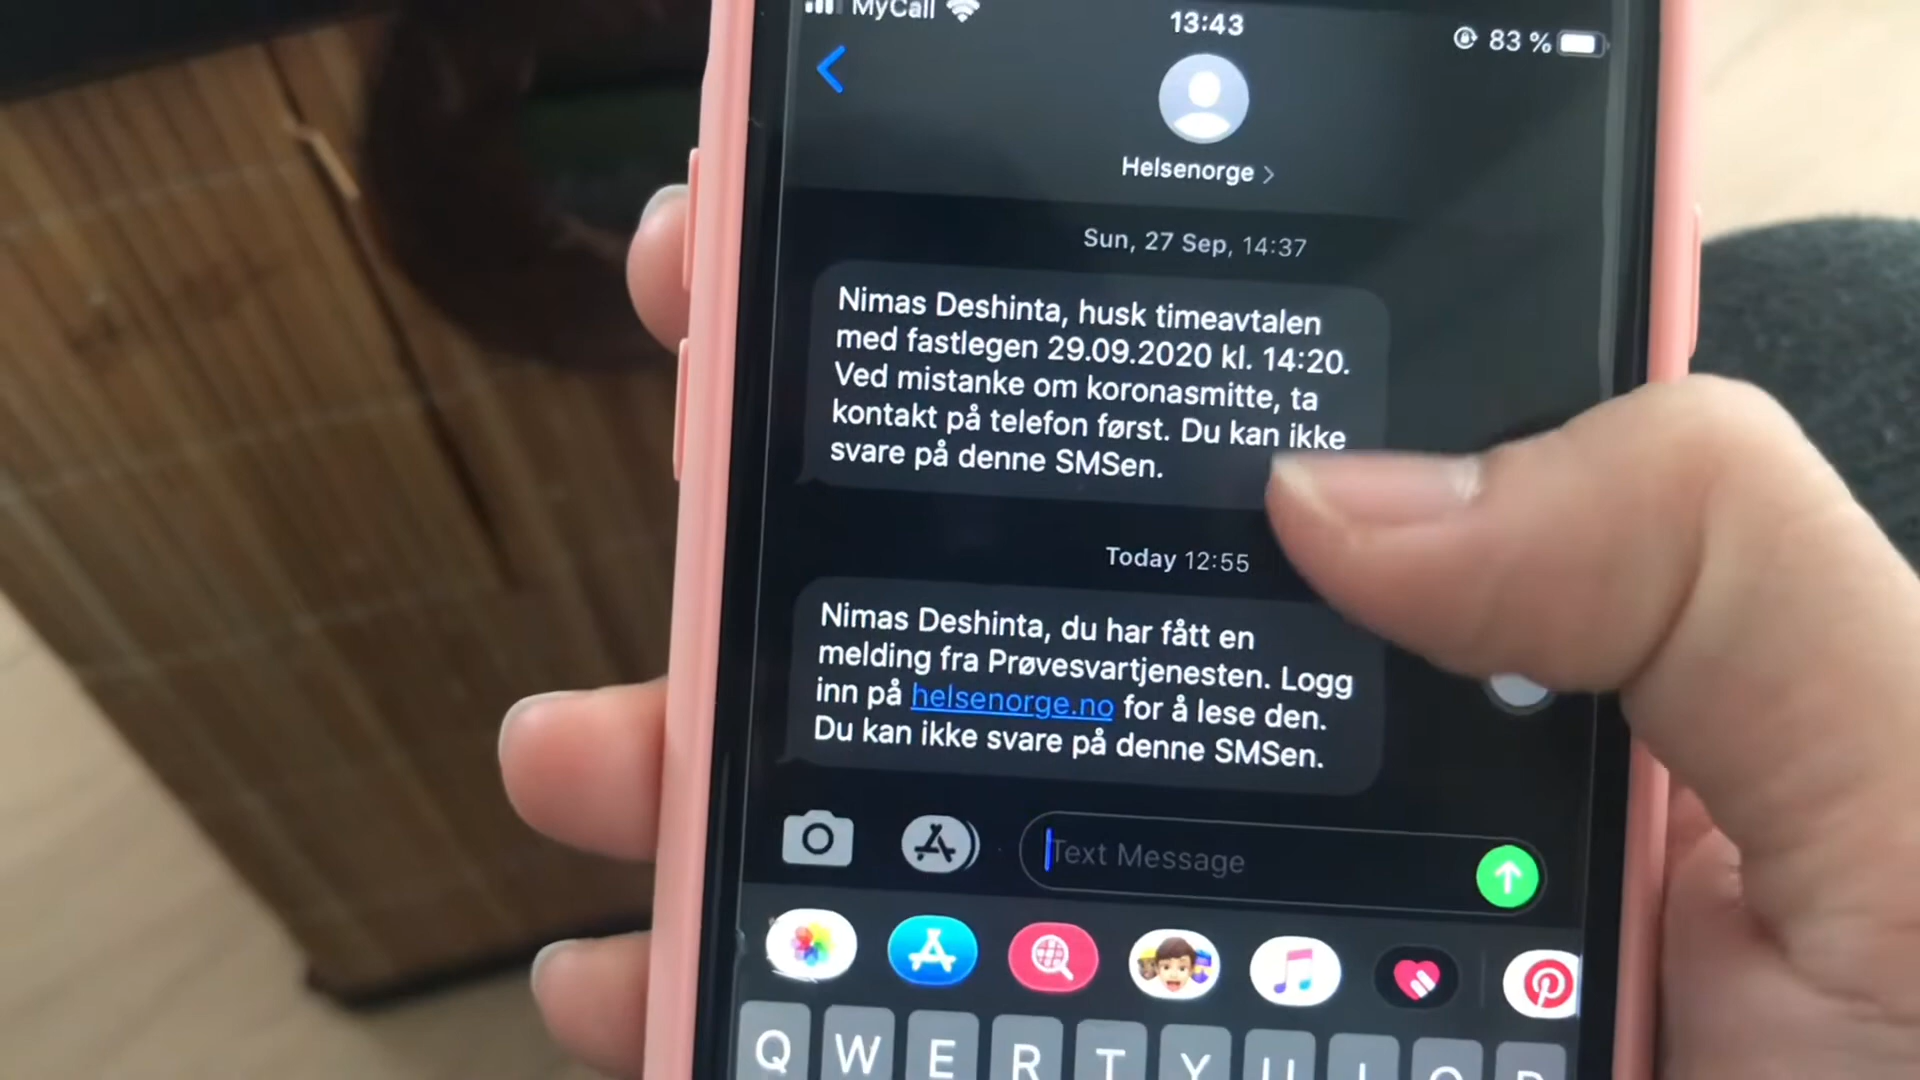 MyCall
13:43
83 %
Helsenorge >
Sun, 27 Sep, 14:37
Nimas Deshinta, husk timeavtalen
med fastlegen 29.09.2020 kl. 14:20.
Ved mistanke om koronasmitte, ta
kontakt på telefon først. Du kan ikke
svare på denne SMSen.
Today 12:55
Nimas Deshinta, du har fått en
melding fra Prøvesvartjenesten. Logg
inn på helsenorge.no for å lese den.
Du kan ikke svare på denne SMSen.
Text Message
Q W E R T Y U I O P